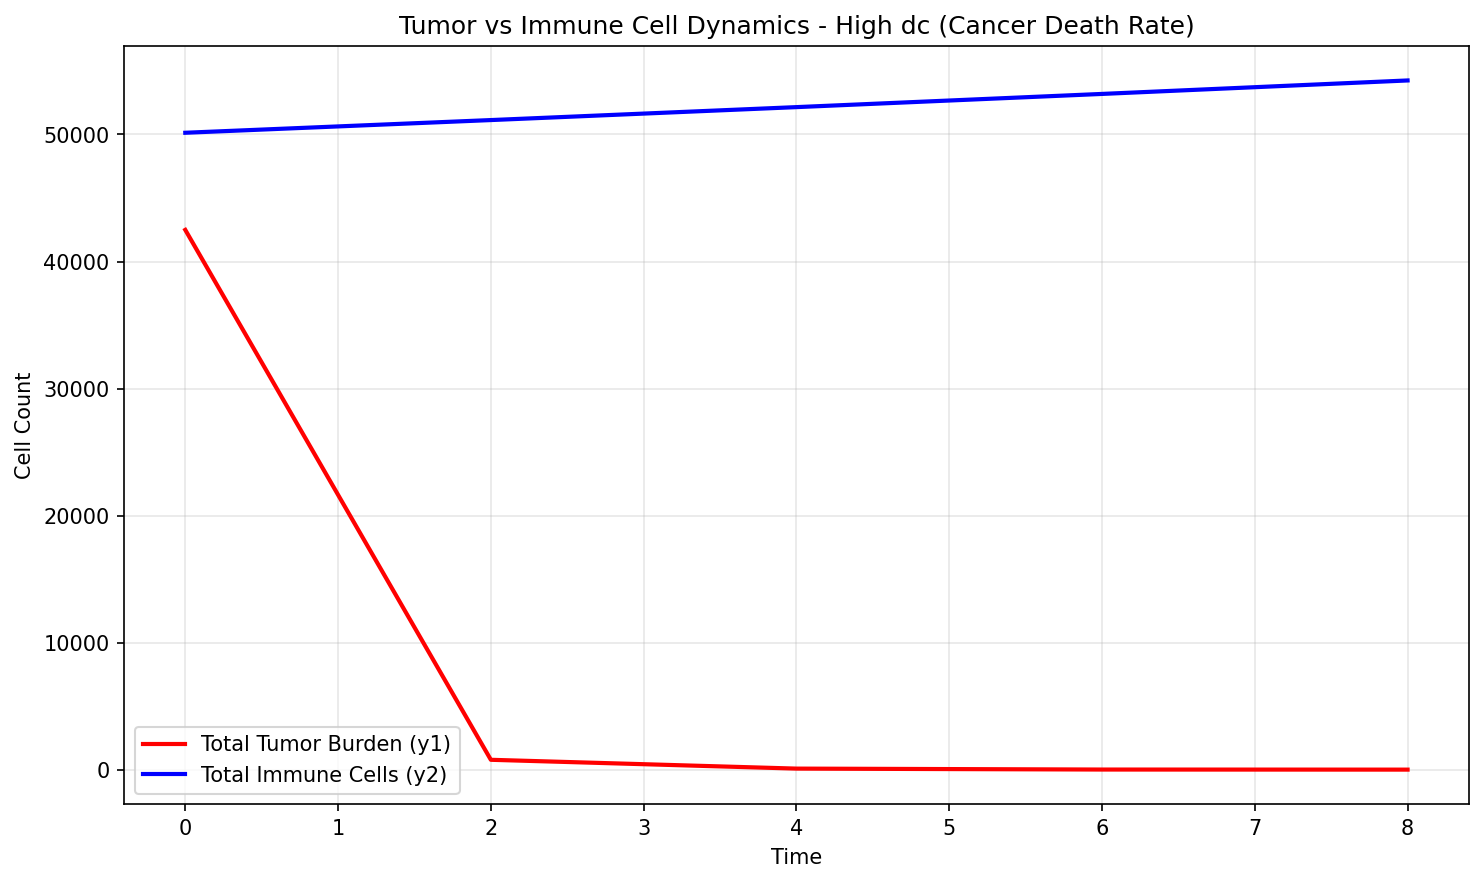 Tumor vs Immune Cell Dynamics - High dc (Cancer Death Rate)
Cell Count
50000
40000
30000
20000
10000
0
Total Tumor Burden (y1)
Total Immune Cells (y2)
0 1 2 3 4 5 6 7 8
Time